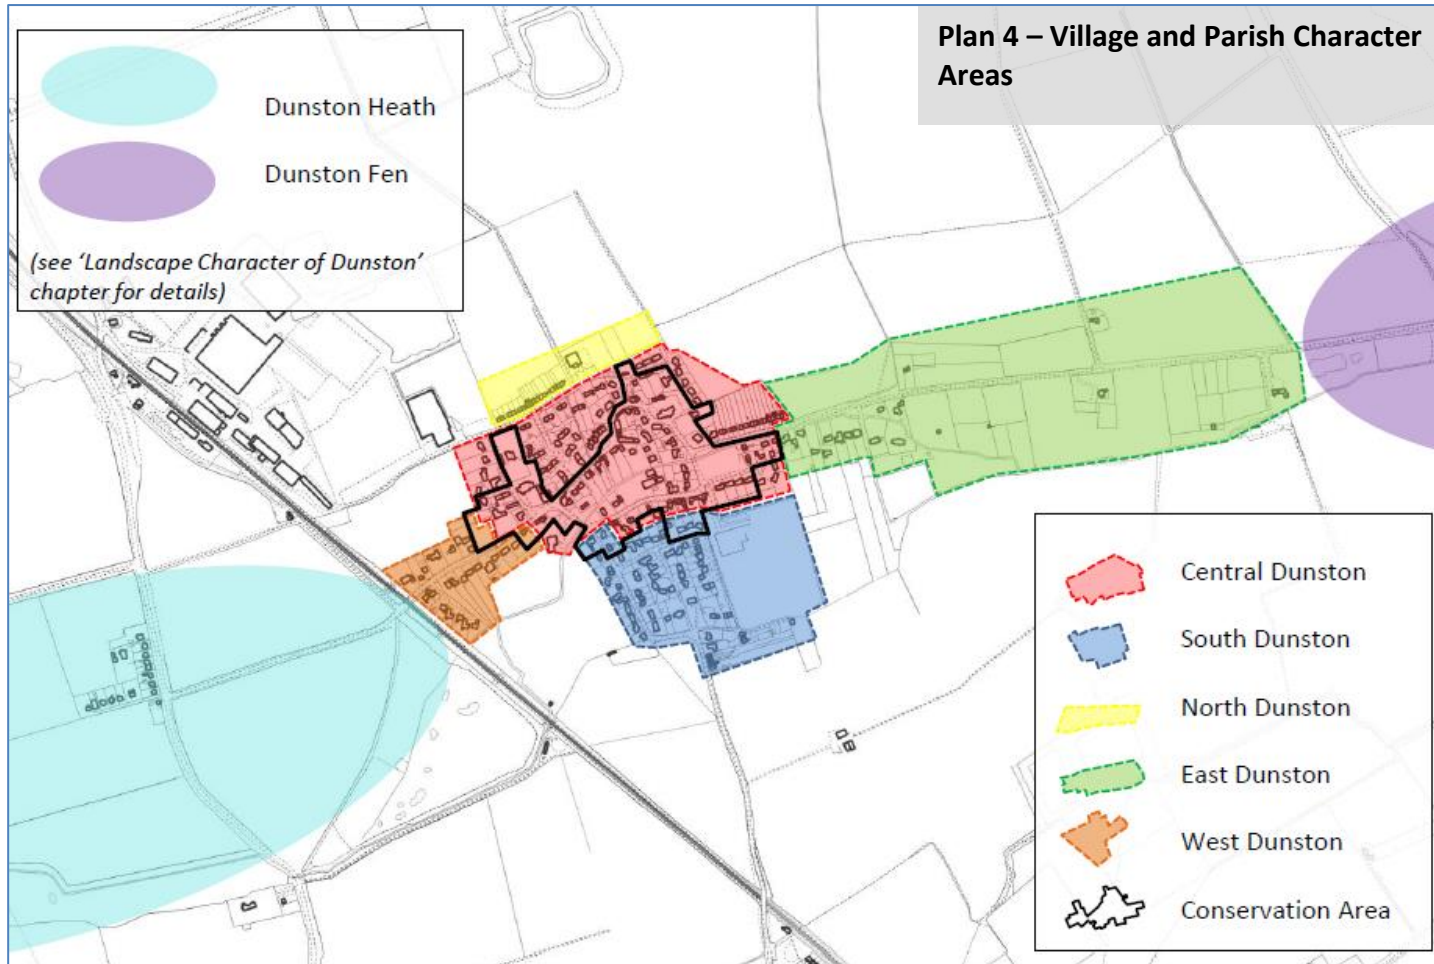 Plan 4 – Village and Parish Character
Areas
Dunston Heath
Dunston Fen
(see ‘Landscape Character of Dunston’
chapter for details)
Central Dunston
South Dunston
North Dunston
East Dunston
West Dunston
Conservation Area